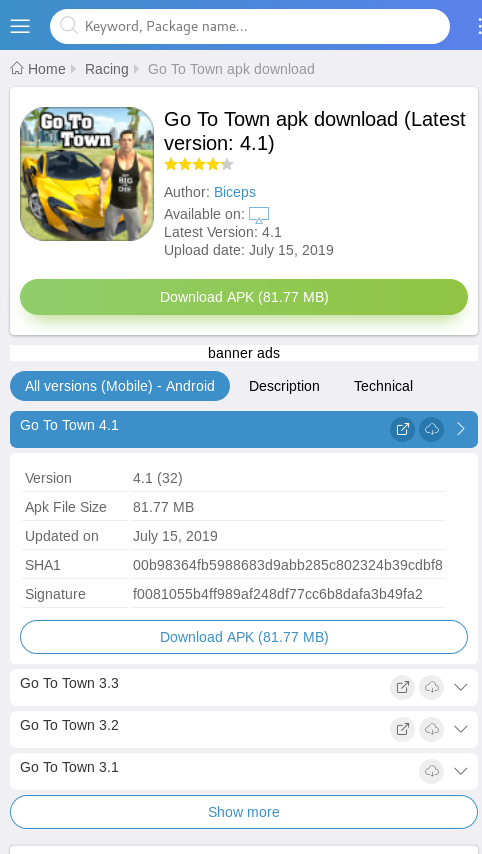 Keyword, Package name...
Home
Racing
Go To Town apk download
Go To
Town
MY
BIG
DICE
Go To Town apk download (Latest
version: 4.1)
Author: Biceps
Available on:
Latest Version: 4.1
Upload date: July 15, 2019
Download APK (81.77 MB)
banner ads
All versions (Mobile) - Android
Description
Technical
Go To Town 4.1
Version 4.1 (32)
Apk File Size 81.77 MB
Updated on July 15, 2019
SHA1 00b98364fb5988683d9abb285c802324b39cdbf8
Signature f0081055b4ff989af248df77cc6b8dafa3b49fa2
Download APK (81.77 MB)
Go To Town 3.3
Go To Town 3.2
Go To Town 3.1
Show more